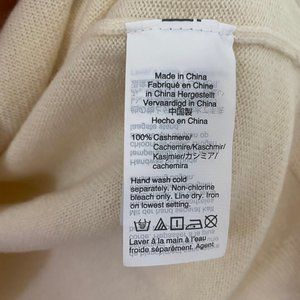 Made in China
Fabriqué en Chine
in China Hergestellt
Vervaardigd in China
中国製
Hecho en China
100% Cashmere/
Cachemire/Kaschmir/
Kasjmier/カシミア/
cachemira
Hand wash cold
separately. Non-chlorine
bleach only. Line dry. Iron
on lowest setting.
Laver à la main à l'eau
froide séparément. Agent